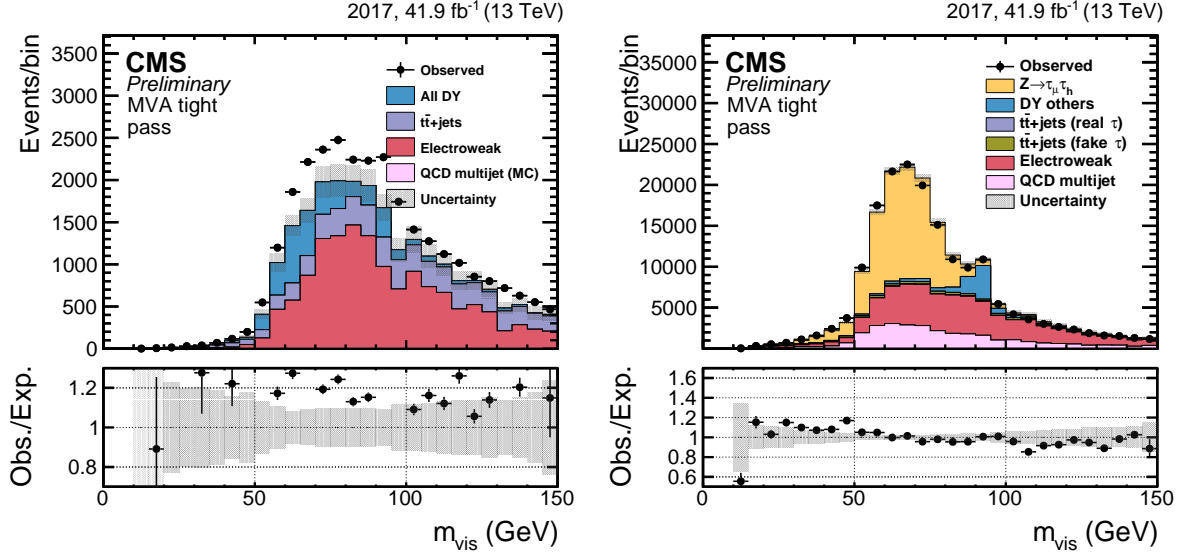 2017, 41.9 fb⁻¹ (13 TeV)
Events/bin
3500
3000
2500
2000
1500
1000
500
0
CMS
Preliminary
MVA tight
pass
Observed
All DY
tt̄+jets
Electroweak
QCD multijet (MC)
Uncertainty
Obs./Exp.
1.2
1.0
0.8
0 50 100 150
m_vis (GeV)
2017, 41.9 fb⁻¹ (13 TeV)
Events/bin
35000
30000
25000
20000
15000
10000
5000
CMS
Preliminary
MVA tight
pass
Observed
Z→τ_μτ_h
DY others
tt̄+jets (real τ)
tt̄+jets (fake τ)
Electroweak
QCD multijet
Uncertainty
Obs./Exp.
1.6
1.4
1.2
1.0
0.8
0.6
0 50 100 150
m_vis (GeV)